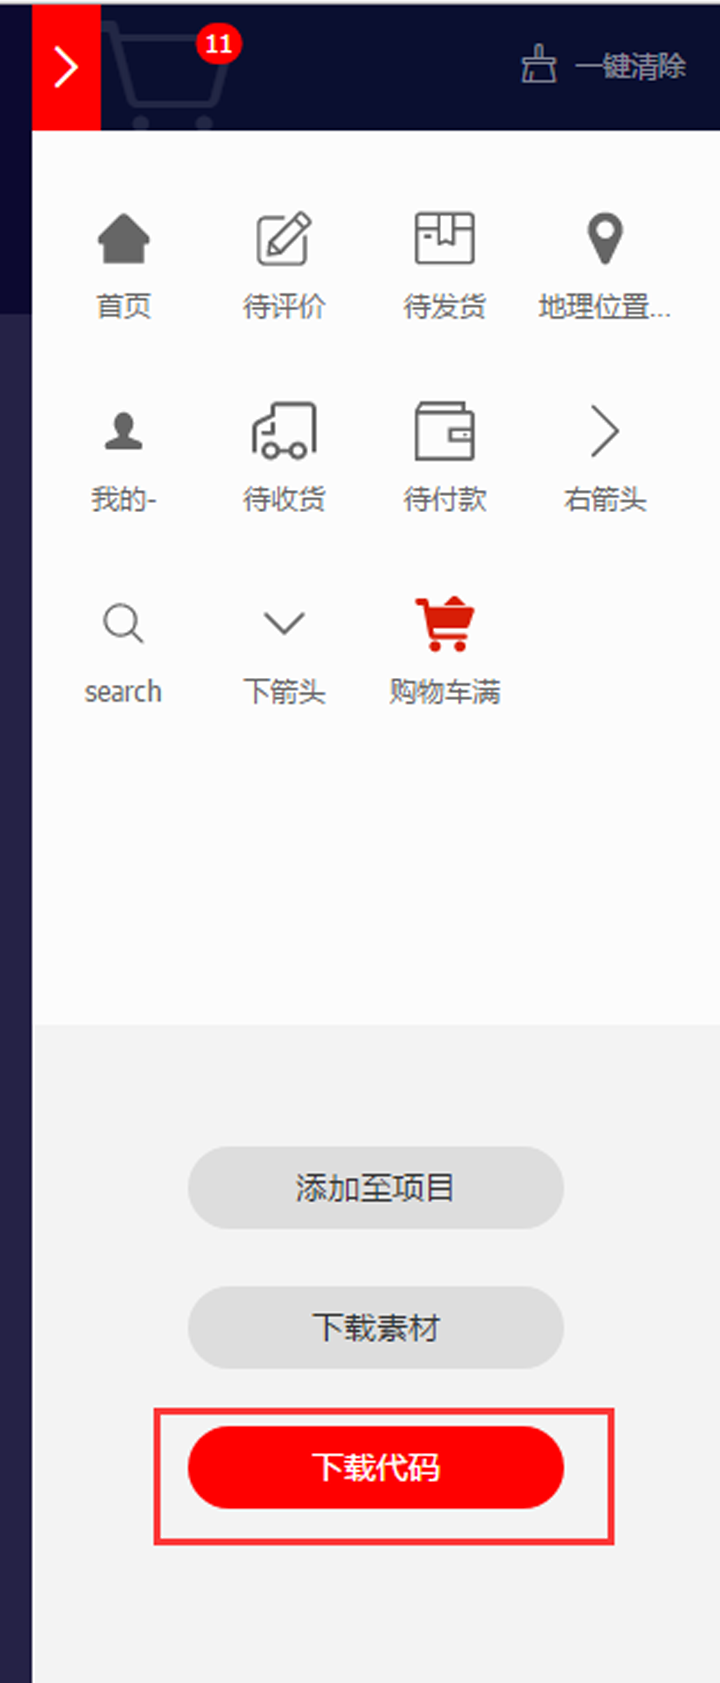 11
一键清除
首页 待评价 待发货 地理位置...
我的- 待收货 待付款 右箭头
search 下箭头 购物车满
添加至项目
下载素材
下载代码